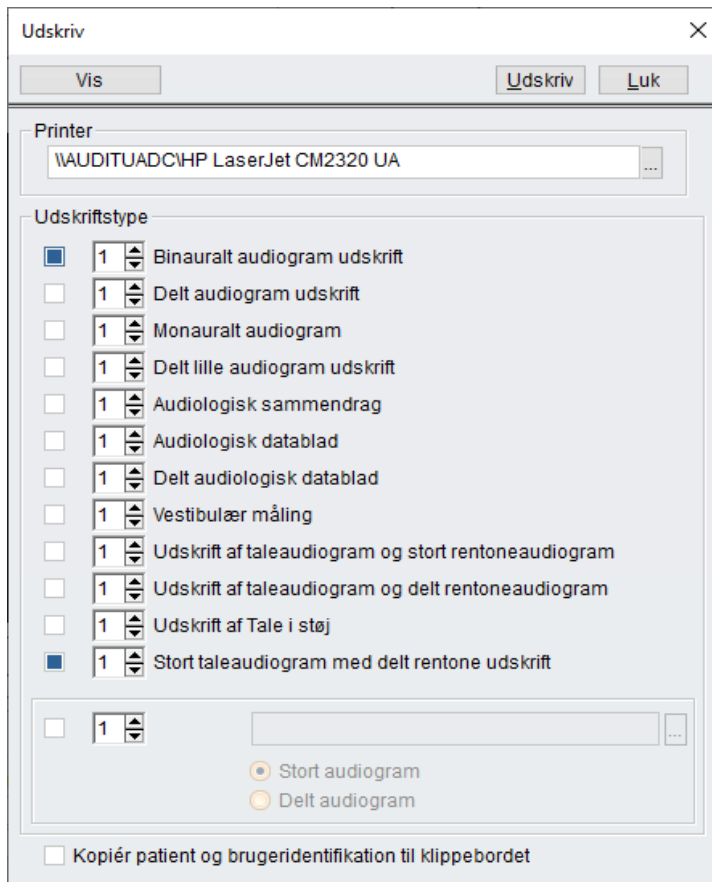 Udskriv
Vis Udskriv Luk
Printer
\\AUDITUADC\HP LaserJet CM2320 UA ...
Udskriftstype
1 Binauralt audiogram udskrift
1 Delt audiogram udskrift
1 Monauralt audiogram
1 Delt lille audiogram udskrift
1 Audiologisk sammendrag
1 Audiologisk datablad
1 Delt audiologisk datablad
1 Vestibulær måling
1 Udskrift af taleaudiogram og stort rentoneaudiogram
1 Udskrift af taleaudiogram og delt rentoneaudiogram
1 Udskrift af Tale i støj
1 Stort taleaudiogram med delt rentone udskrift
1 ...
Stort audiogram
Delt audiogram
Kopiér patient og brugeridentifikation til klippebordet